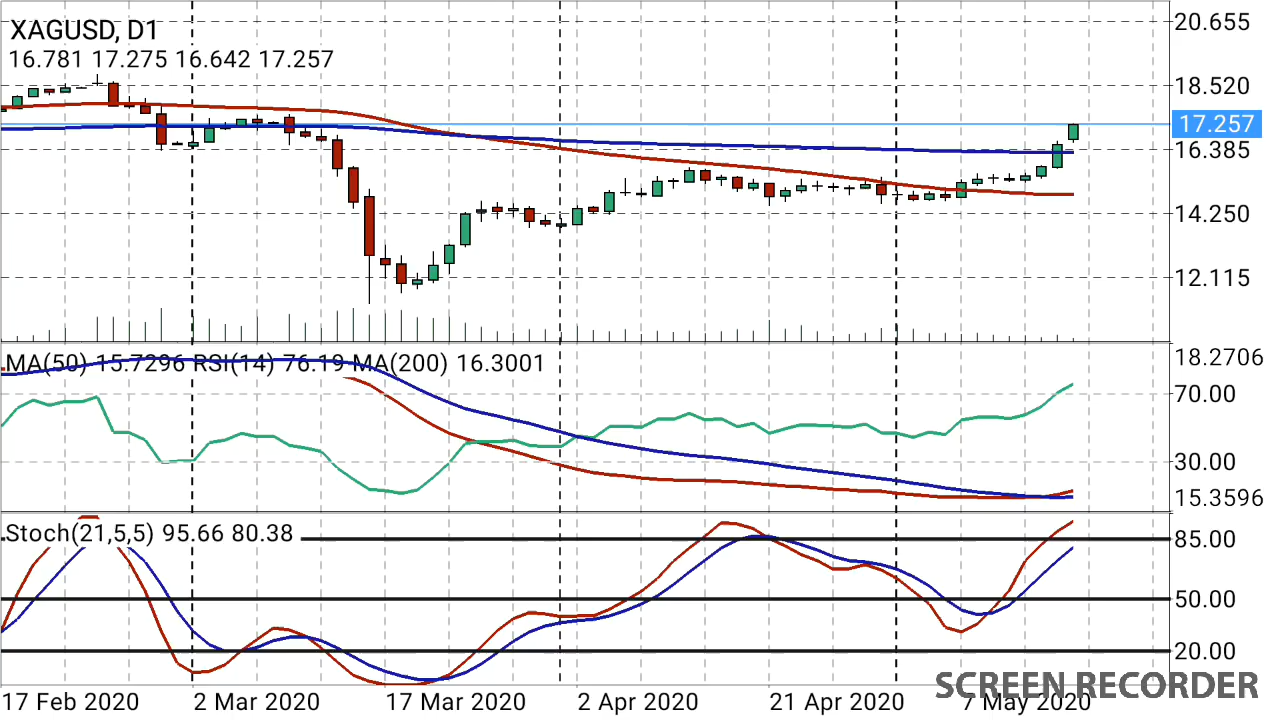 XAGUSD, D1
16.781 17.275 16.642 17.257
20.655
18.520
17.257
16.385
14.250
12.115
MA(50) 15.7296 RSI(14) 76.19 MA(200) 16.3001
18.2706
70.00
30.00
15.3596
Stoch(21,5,5) 95.66 80.38
85.00
50.00
20.00
17 Feb 2020 2 Mar 2020 17 Mar 2020 2 Apr 2020 21 Apr 2020 7 May 2020
SCREEN RECORDER